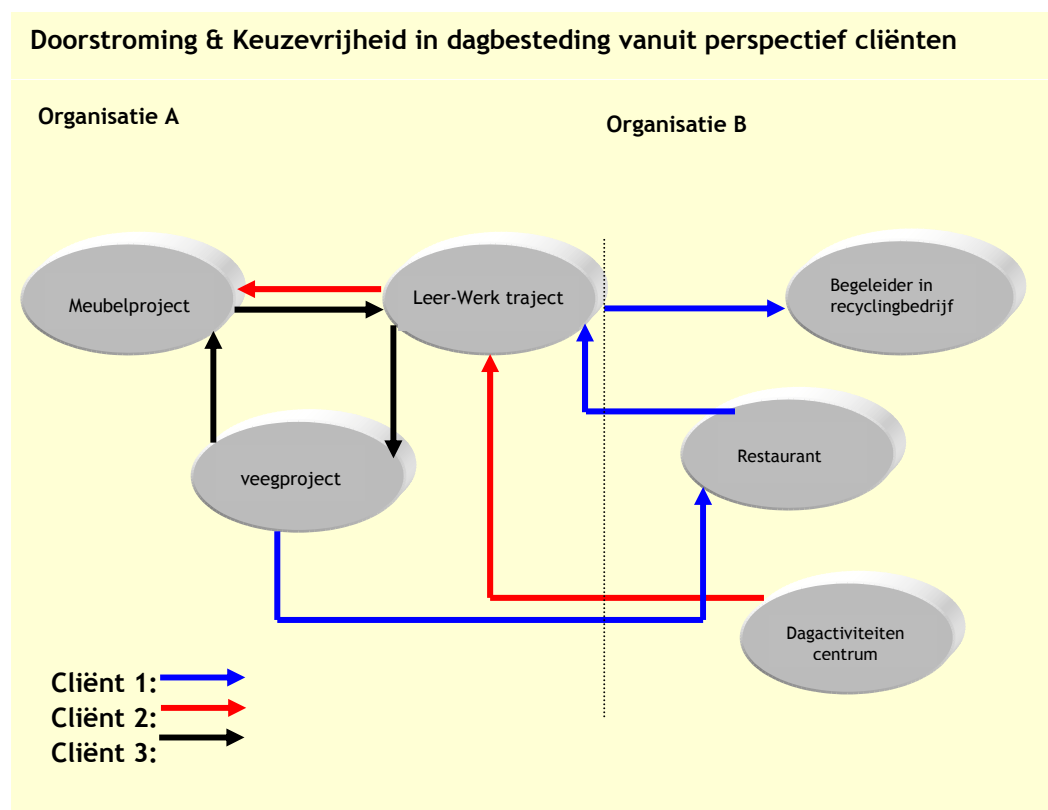 Doorstroming & Keuzevrijheid in dagbesteding vanuit perspectief cliënten
Organisatie A
Organisatie B
Meubelproject
Leer-Werk traject
Begeleider in
recyclingbedrijf
veegproject
Restaurant
Dagactiviteiten
centrum
Cliënt 1:
Cliënt 2:
Cliënt 3: